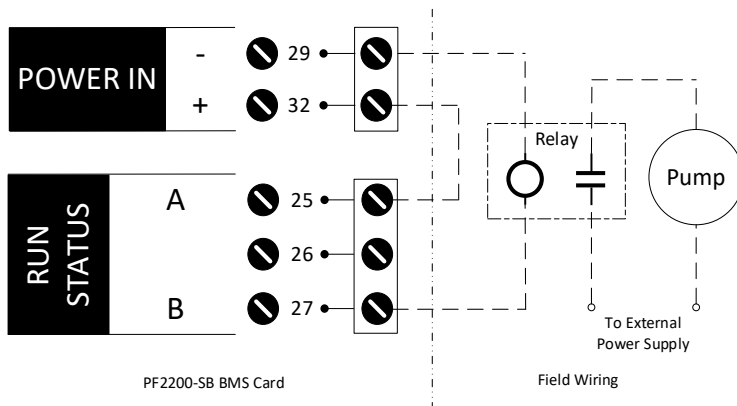 POWER IN
- 29
+ 32
Relay
Pump
RUN
STATUS
A 25
26
B 27
To External
Power Supply
PF2200-SB BMS Card
Field Wiring